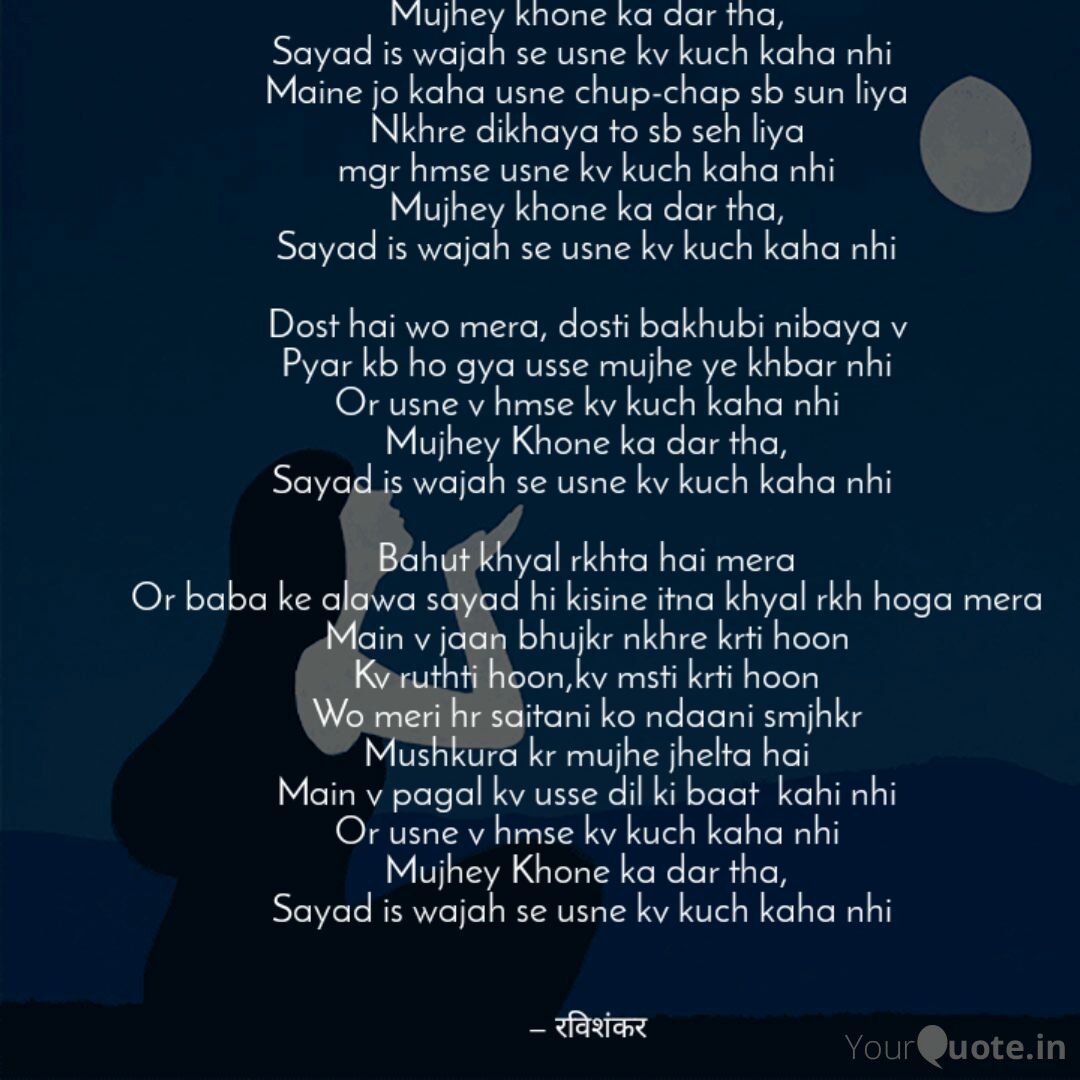 Mujhey khone ka dar tha,
Sayad is wajah se usne kv kuch kaha nhi
Maine jo kaha usne chup-chap sb sun liya
Nkhre dikhaya to sb seh liya
mgr hmse usne kv kuch kaha nhi
Mujhey khone ka dar tha,
Sayad is wajah se usne kv kuch kaha nhi

Dost hai wo mera, dosti bakhubi nibaya v
Pyar kb ho gya usse mujhe ye khbar nhi
Or usne v hmse kv kuch kaha nhi
Mujhey Khone ka dar tha,
Sayad is wajah se usne kv kuch kaha nhi

Bahut khyal rkhta hai mera
Or baba ke alawa sayad hi kisine itna khyal rkh hoga mera
Main v jaan bhujkr nkhre krti hoon
Kv ruthti hoon,kv msti krti hoon
Wo meri hr saitani ko ndaani smjhkr
Mushkura kr mujhe jhelta hai
Main v pagal kv usse dil ki baat kahi nhi
Or usne v hmse kv kuch kaha nhi
Mujhey Khone ka dar tha,
Sayad is wajah se usne kv kuch kaha nhi

– रविशंकर
YourQuote.in